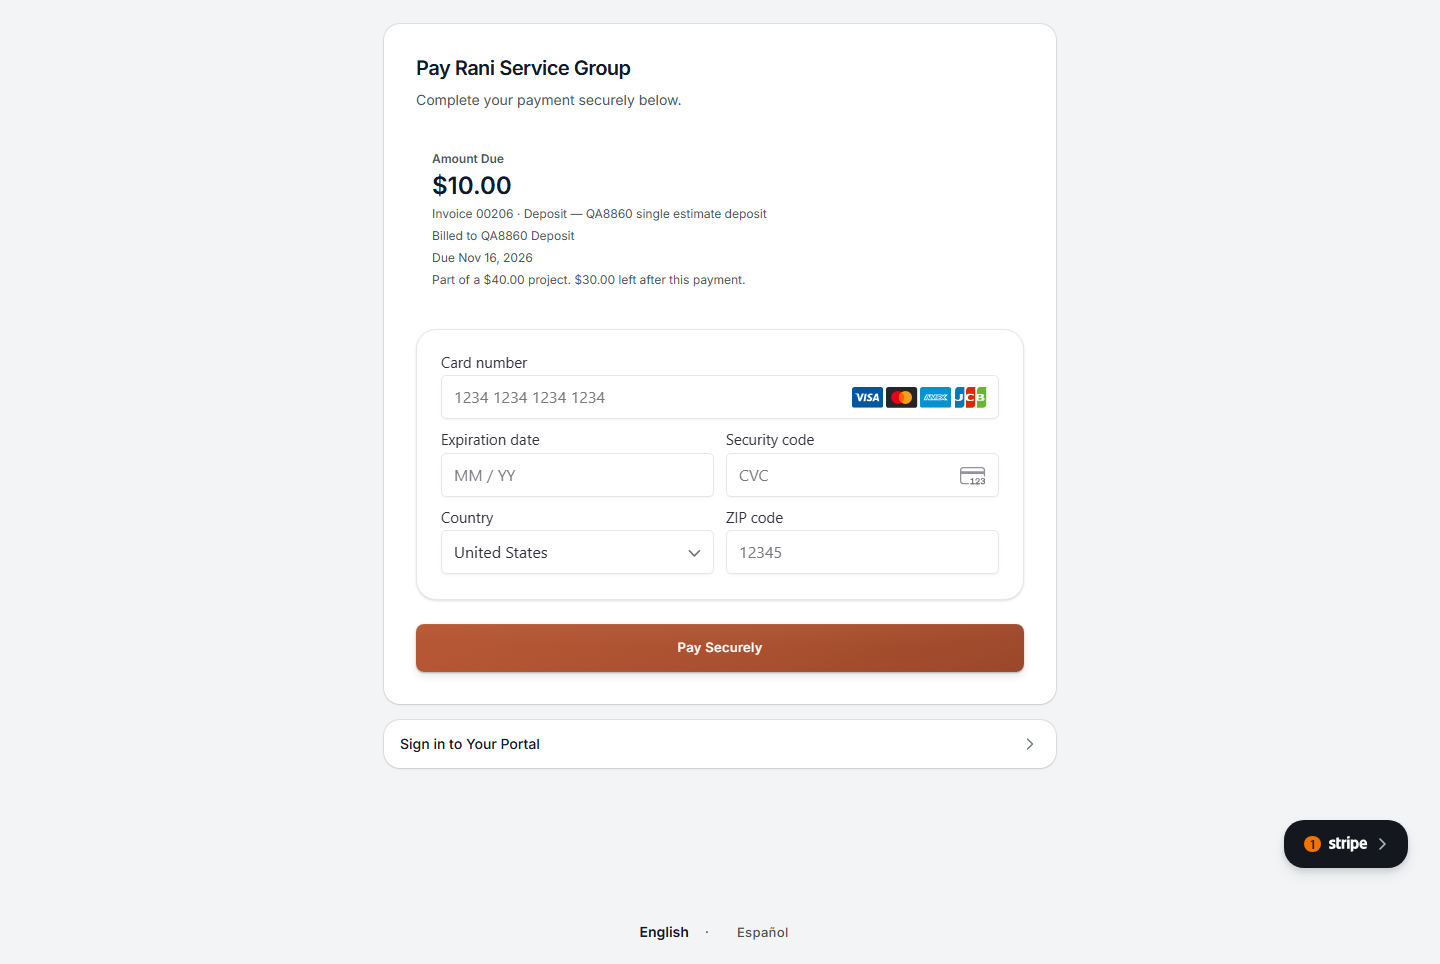 Pay Rani Service Group
Complete your payment securely below.
Amount Due
$10.00
Invoice 00206 · Deposit — QA8860 single estimate deposit
Billed to QA8860 Deposit
Due Nov 16, 2026
Part of a $40.00 project. $30.00 left after this payment.
Card number
1234 1234 1234 1234
VISA AMEX JCB
Expiration date Security code
MM / YY CVC 123
Country ZIP code
United States 12345
Pay Securely
Sign in to Your Portal
1 stripe
English · Español